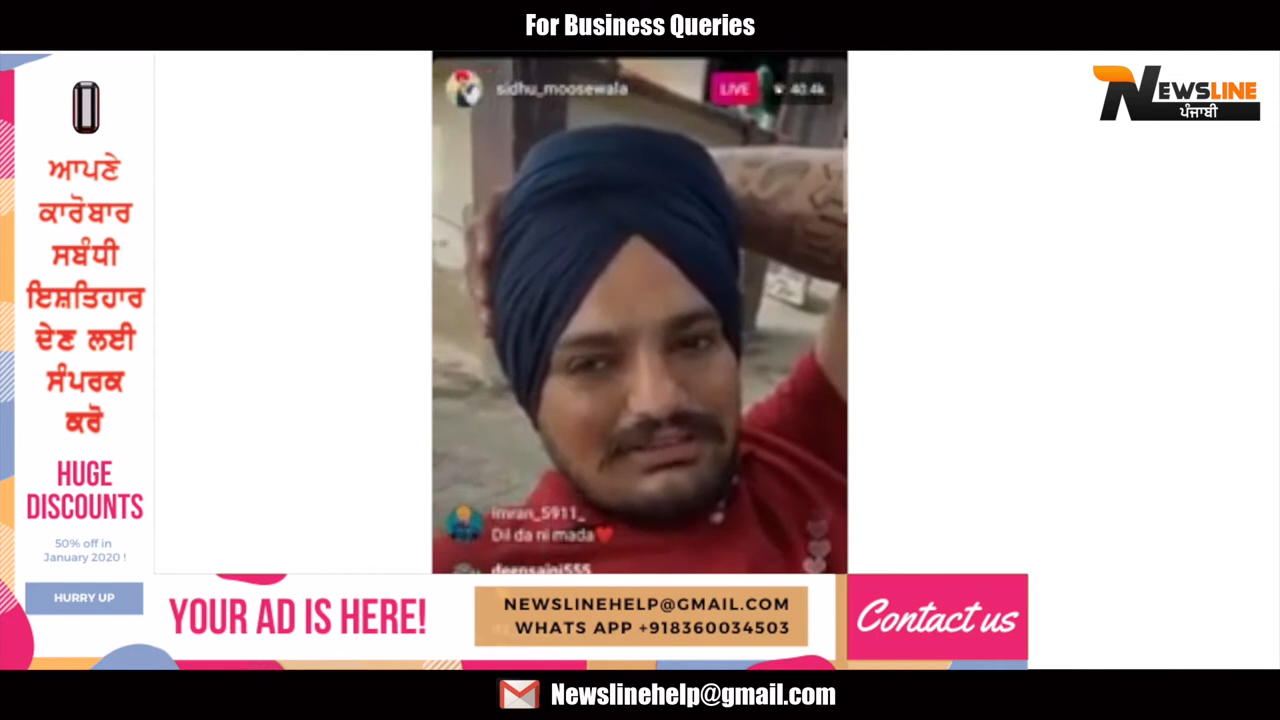 For Business Queries
sidhu_moosewala
LIVE
40.4k
NEWSLINE
ਪੰਜਾਬੀ
ਆਪਣੇ
ਕਾਰੋਬਾਰ
ਸਬੰਧੀ
ਇਸ਼ਤਿਹਾਰ
ਦੇਣ ਲਈ
ਸੰਪਰਕ
ਕਰੋ
HUGE
DISCOUNTS
50% off in
January 2020 !
HURRY UP
imran_5911_
Dil da ni mada❤️
deepsaini555
YOUR AD IS HERE!
NEWSLINEHELP@GMAIL.COM
WHATS APP +918360034503
Contact us
Newslinehelp@gmail.com